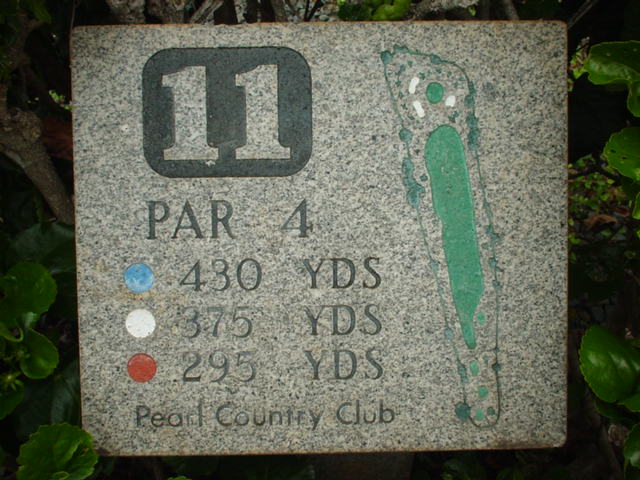 11
PAR 4
430 YDS
375 YDS
295 YDS
Pearl Country Club